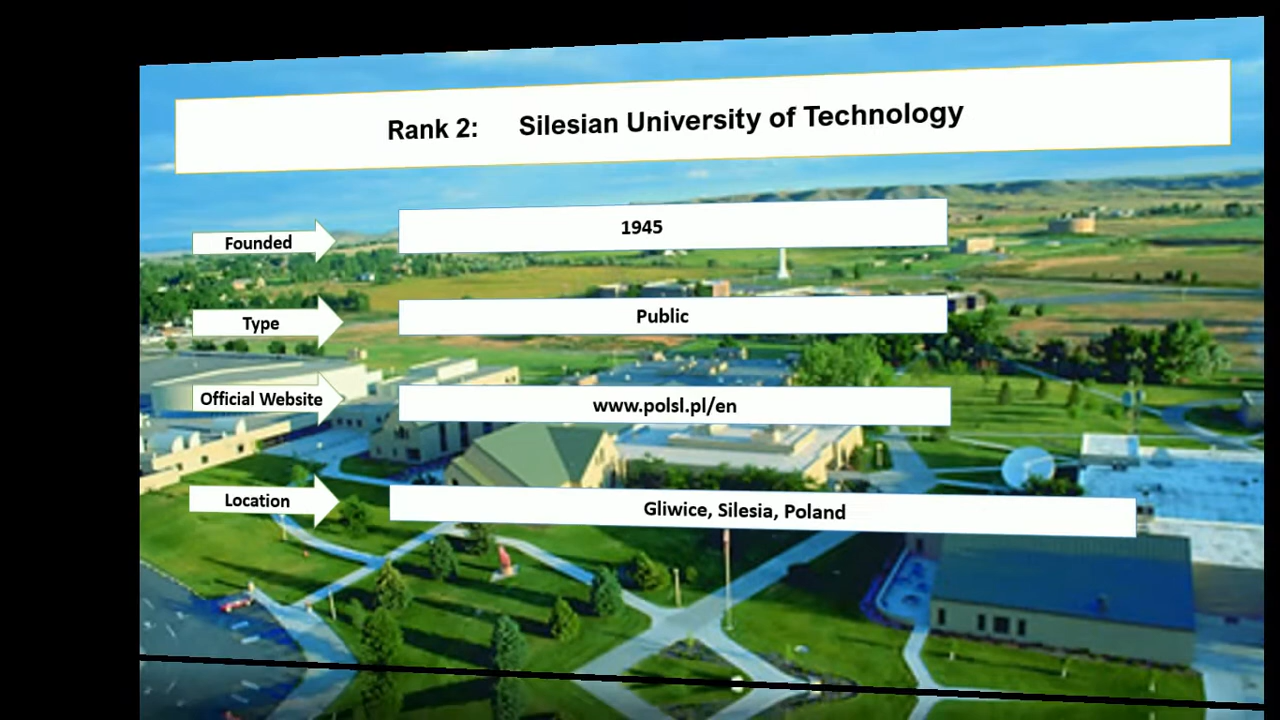 Rank 2: Silesian University of Technology
Founded 1945
Type Public
Official Website www.polsl.pl/en
Location Gliwice, Silesia, Poland